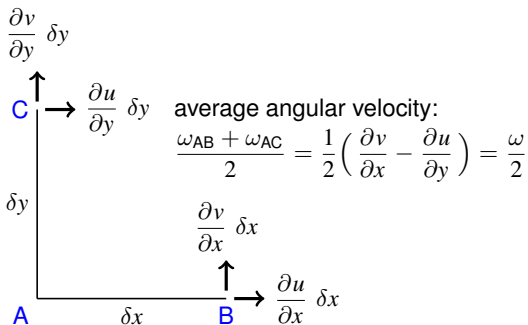 ∂v/∂y δy
C ∂u/∂y δy
average angular velocity:
(ω_AB + ω_AC)/2 = 1/2 ( ∂v/∂x − ∂u/∂y ) = ω/2
δy
∂v/∂x δx
∂u/∂x δx
A δx B